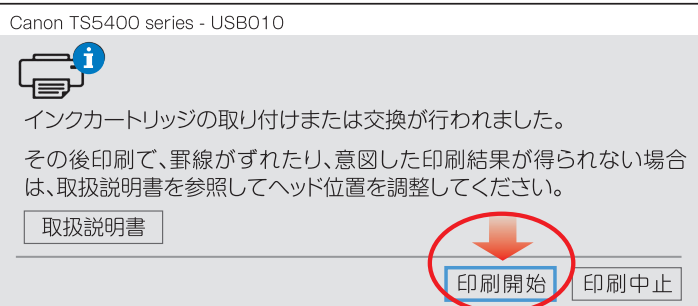 Canon TS5400 series - USB010
インクカートリッジの取り付けまたは交換が行われました。
その後印刷で、罫線がずれたり、意図した印刷結果が得られない場合
は、取扱説明書を参照してヘッド位置を調整してください。
取扱説明書
印刷開始 印刷中止